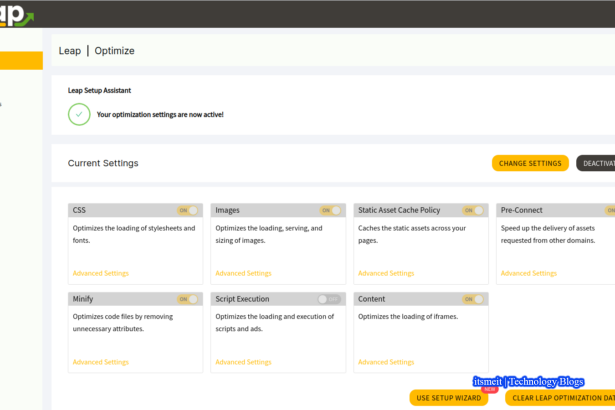 ap
Leap | Optimize
Leap Setup Assistant
Your optimization settings are now active!
Current Settings
CHANGE SETTINGS
CSS
ON
Optimizes the loading of stylesheets and
fonts.
Advanced Settings
Images
ON
Optimizes the loading, serving, and
sizing of images.
Advanced Settings
Static Asset Cache Policy
ON
Caches the static assets across your
pages.
Advanced Settings
Pre-Connect
Speed up the delivery of assets
requested from other domains.
Advanced Settings
Minify
ON
Optimizes code files by removing
unnecessary attributes.
Advanced Settings
Script Execution
Optimizes the loading and execution of
scripts and ads.
Advanced Settings
Content
ON
Optimizes the loading of iframes.
Advanced Settings
itsmeit | Technology Blogs
NEW
USE SETUP WIZARD
CLEAR LEAP OPTIMIZATION